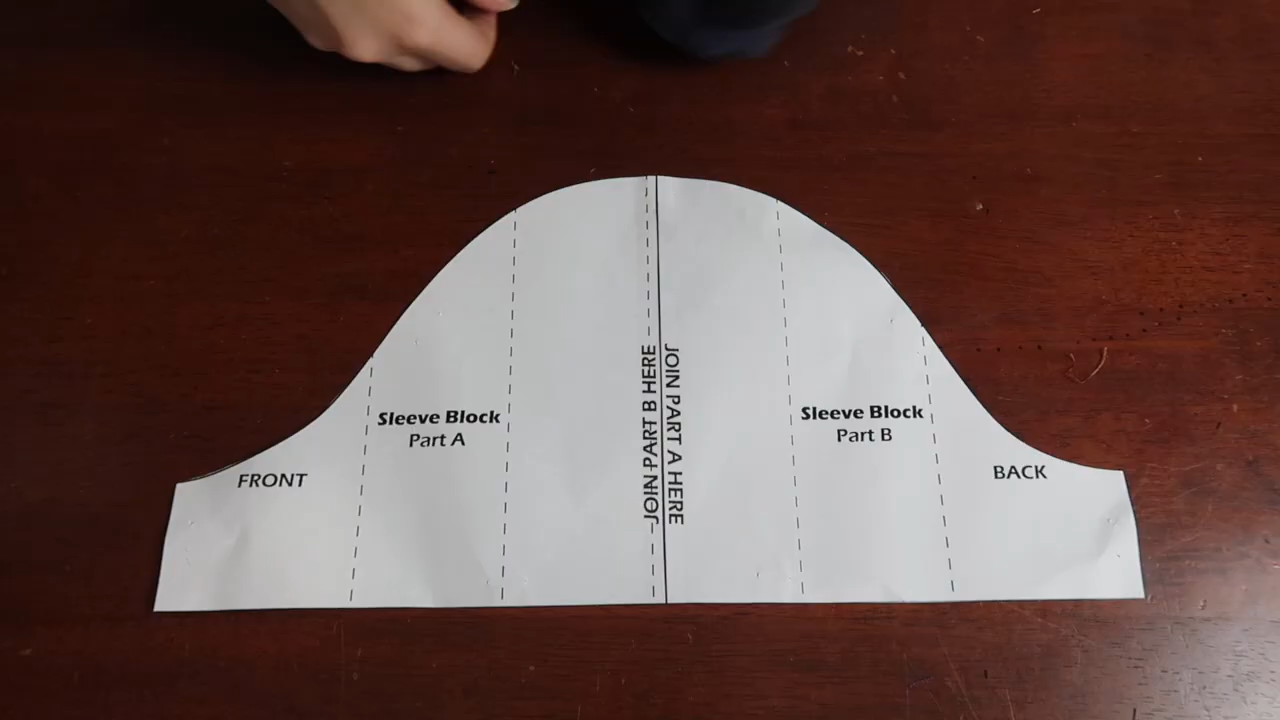 JOIN PART B HERE
JOIN PART A HERE
Sleeve Block
Part A
Sleeve Block
Part B
FRONT
BACK